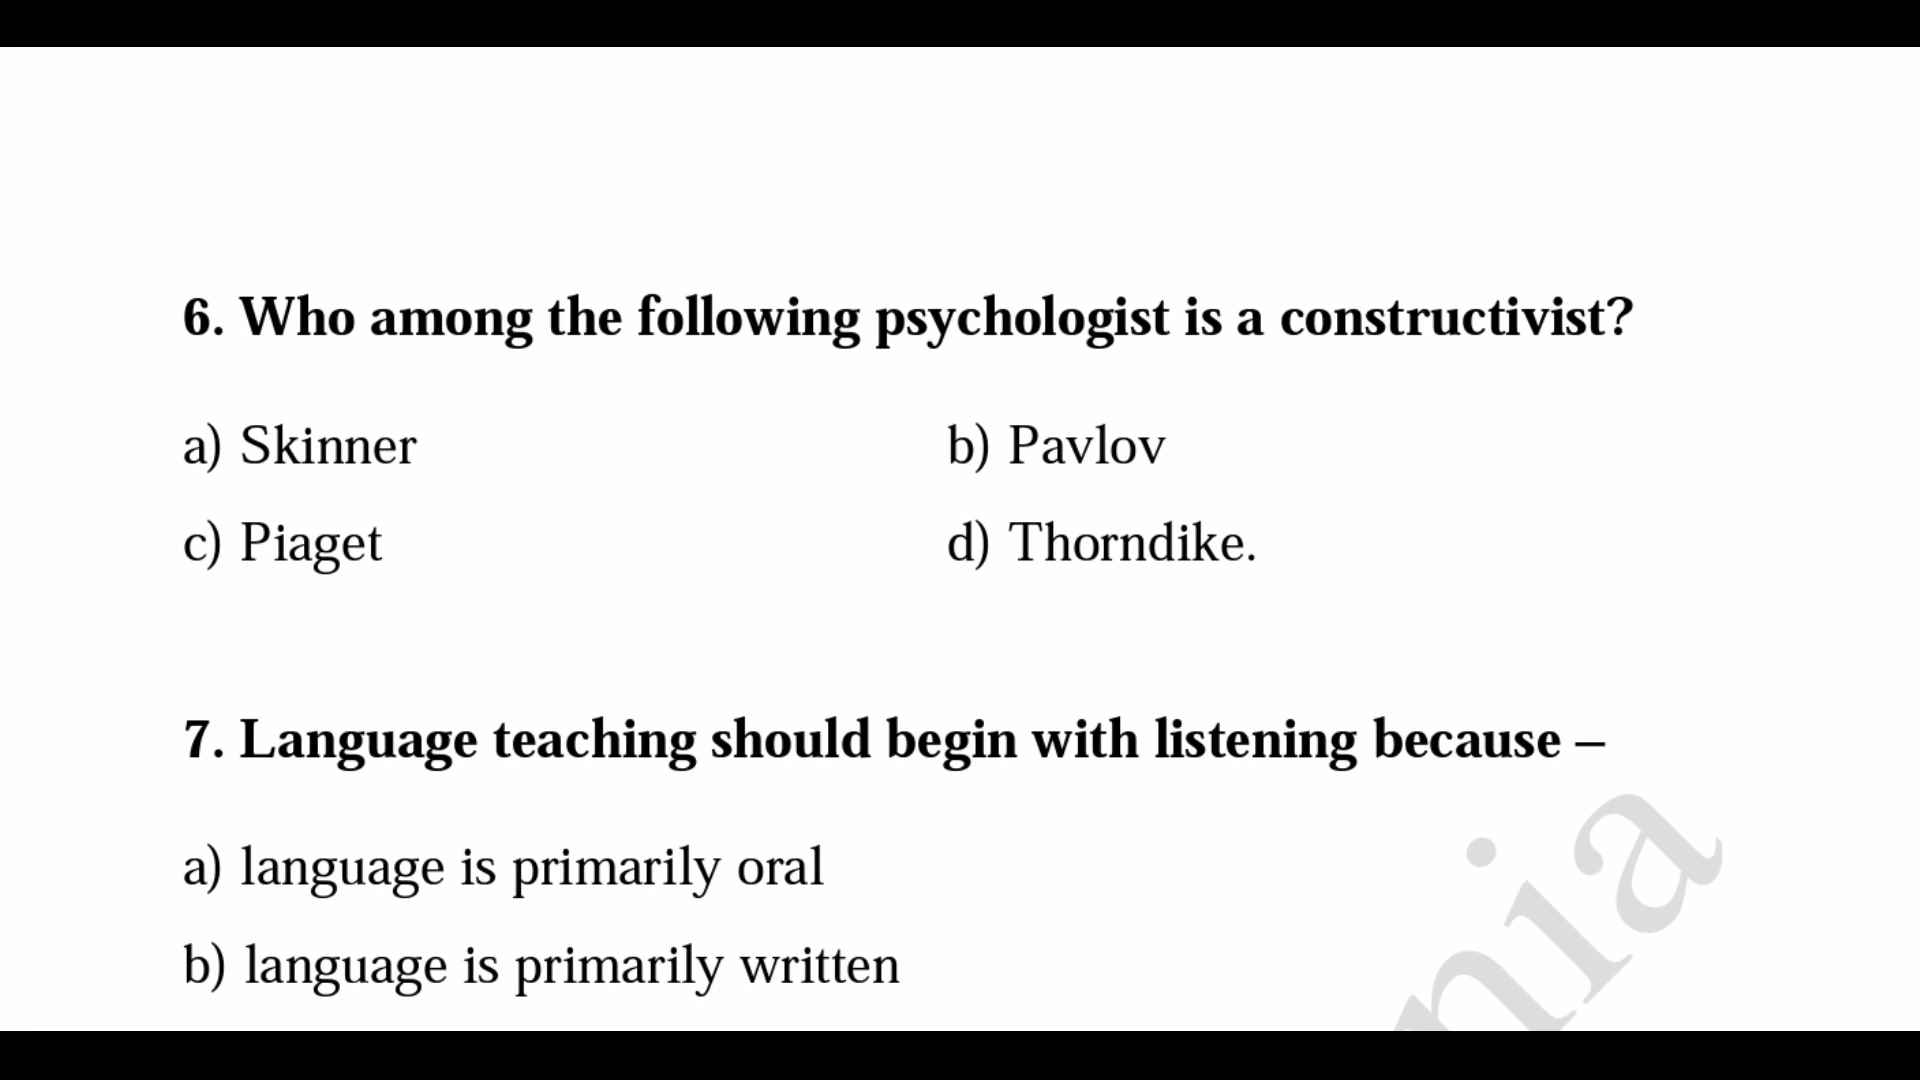 6. Who among the following psychologist is a constructivist?
a) Skinner b) Pavlov
c) Piaget d) Thorndike.
7. Language teaching should begin with listening because –
a) language is primarily oral
b) language is primarily written
nia